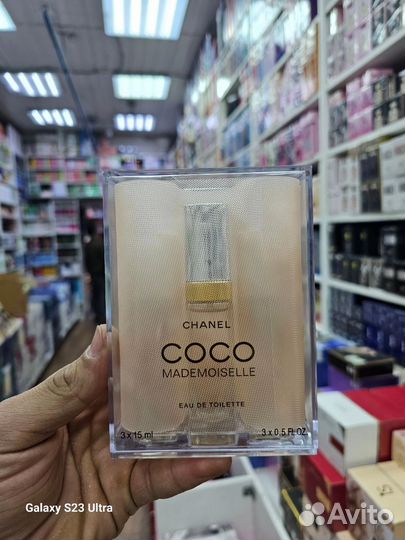 CHANEL
COCO
MADEMOISELLE
EAU DE TOILETTE
3 x 15 ml
3 x 0.5 FL OZ
Galaxy S23 Ultra
Avito